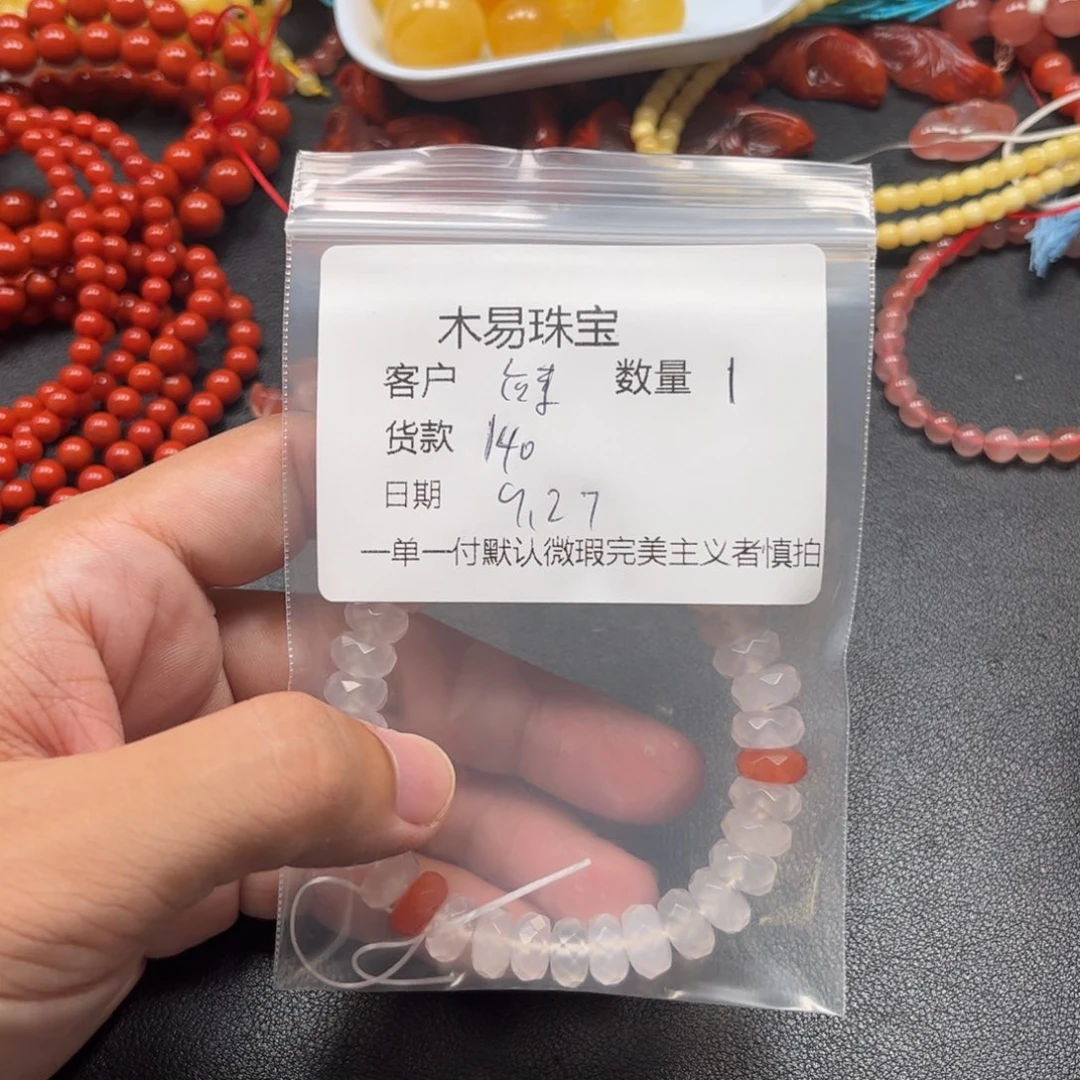 木易珠宝
客户 数量 1
货款 140
日期 9.27
一单一付默认微瑕完美主义者慎拍